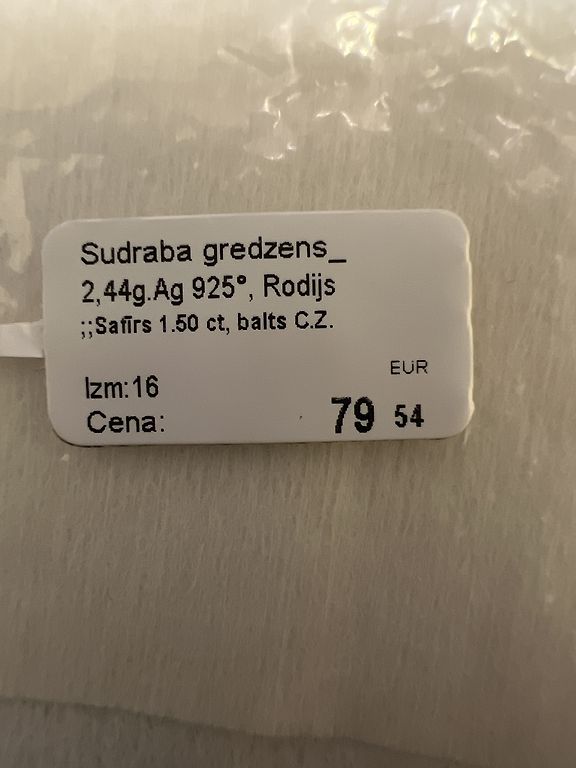 Sudraba gredzens_
2,44g.Ag 925°, Rodijs
;;Safīrs 1.50 ct, balts C.Z.
EUR
Izm:16
Cena: 79 54